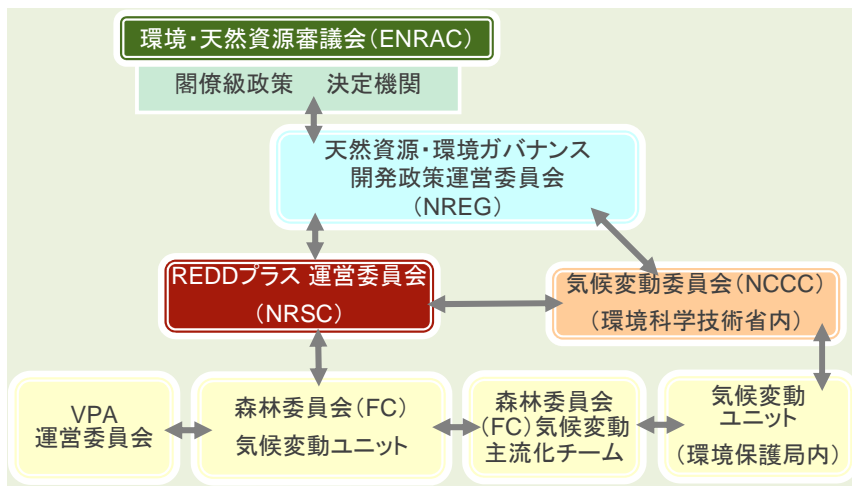 環境・天然資源審議会(ENRAC)
閣僚級政策　決定機関
天然資源・環境ガバナンス
開発政策運営委員会
(NREG)
REDDプラス 運営委員会
(NRSC)
気候変動委員会(NCCC)
(環境科学技術省内)
VPA
運営委員会
森林委員会(FC)
気候変動ユニット
森林委員会
(FC)気候変動
主流化チーム
気候変動
ユニット
(環境保護局内)